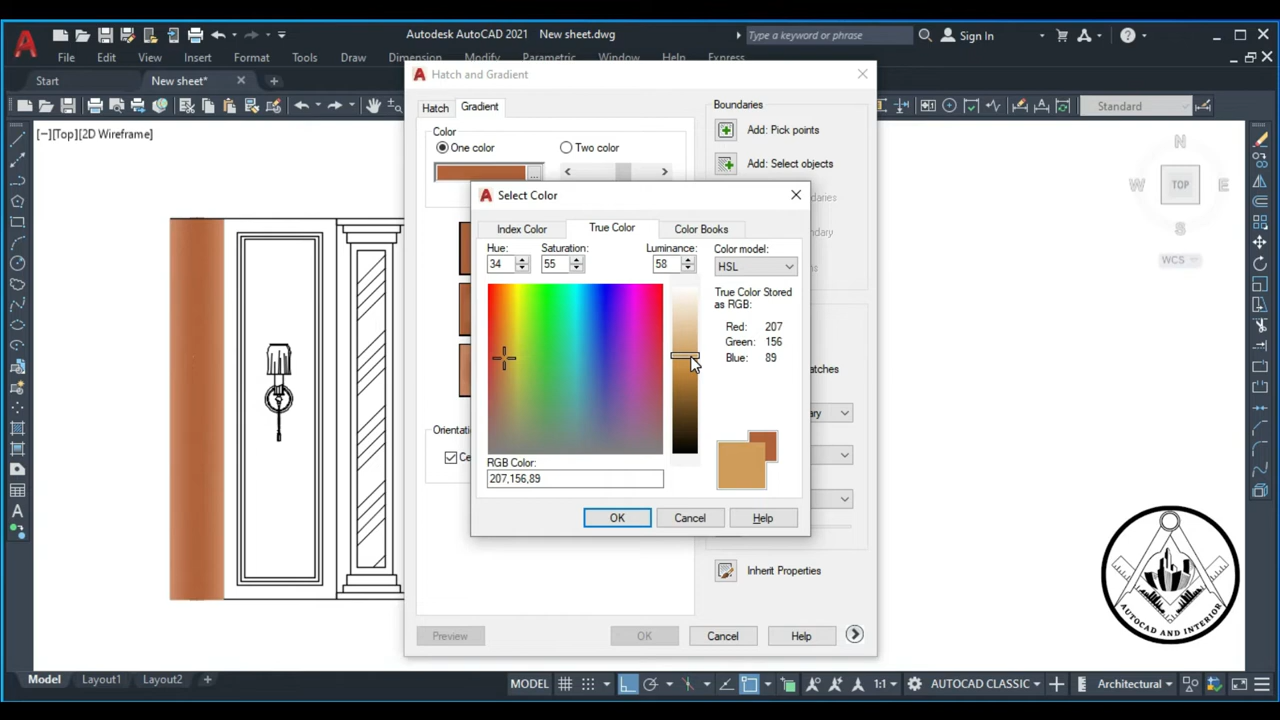 Autodesk AutoCAD 2021 New sheet.dwg
Type a keyword or phrase
Sign In
File Edit View Insert Format Tools Draw Dimension Modify Parametric Window Help Express
Start
New sheet*
Standard
[−][Top][2D Wireframe]
Hatch and Gradient
Hatch
Gradient
Color
One color
Two color
...
Boundaries
Add: Pick points
Add: Select objects
Select Color
Index Color
True Color
Color Books
Hue:
Saturation:
Luminance:
Color model:
34
55
58
HSL
True Color Stored
as RGB:
Red: 207
Green: 156
Blue: 89
RGB Color:
207,156,89
OK
Cancel
Help
Inherit Properties
Preview
OK
Cancel
Help
N
W
TOP
E
S
WCS
AUTOCAD AND INTERIOR
Model
Layout1
Layout2
MODEL
1:1
AUTOCAD CLASSIC
Architectural